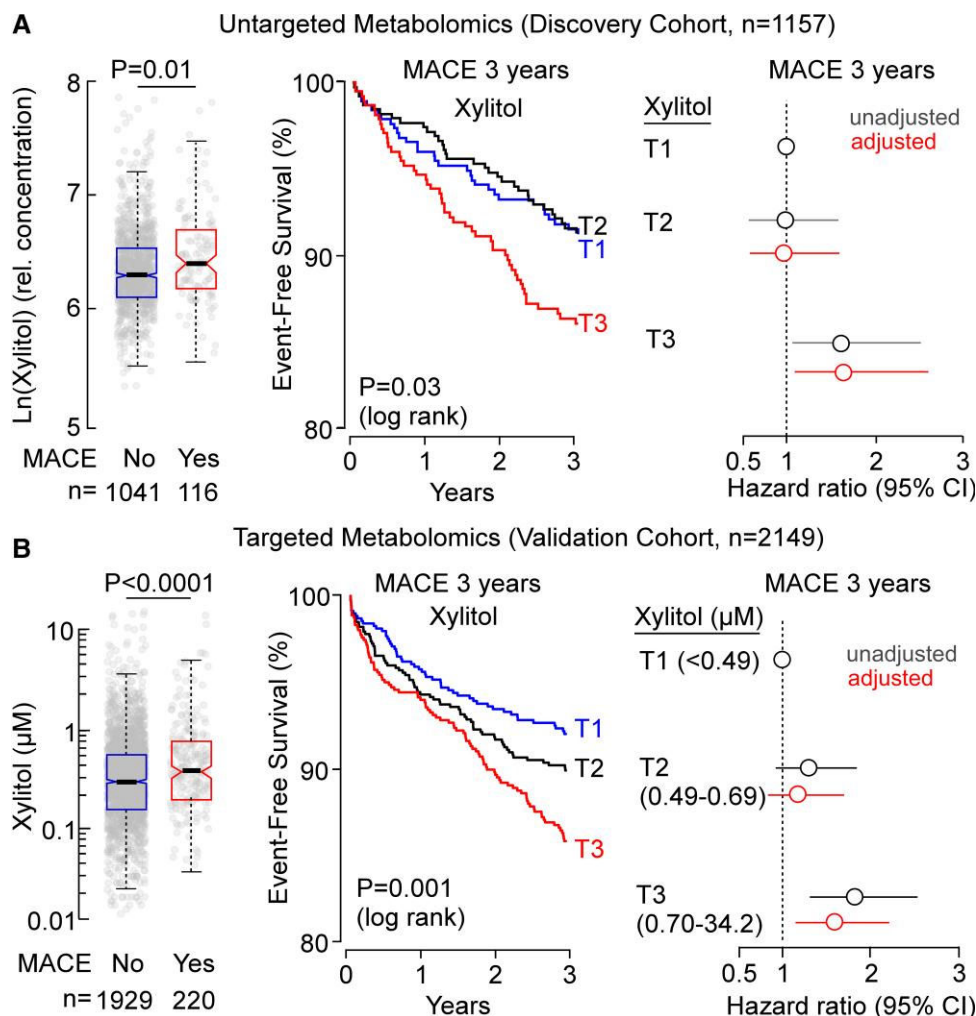 A
Untargeted Metabolomics (Discovery Cohort, n=1157)
P=0.01
Ln(Xylitol) (rel. concentration)
8
7
6
5
MACE No Yes
n= 1041 116
MACE 3 years
Xylitol
Event-Free Survival (%)
100
90
80
T2
T1
T3
P=0.03
(log rank)
0 1 2 3
Years
MACE 3 years
Xylitol
unadjusted
adjusted
T1
T2
T3
0.5 1 2 3
Hazard ratio (95% CI)
B
Targeted Metabolomics (Validation Cohort, n=2149)
P<0.0001
Xylitol (µM)
10
1
0.1
0.01
MACE No Yes
n= 1929 220
MACE 3 years
Xylitol
Event-Free Survival (%)
100
90
80
T1
T2
T3
P=0.001
(log rank)
0 1 2 3
Years
MACE 3 years
Xylitol (µM)
unadjusted
adjusted
T1 (<0.49)
T2
(0.49-0.69)
T3
(0.70-34.2)
0.5 1 2 3
Hazard ratio (95% CI)